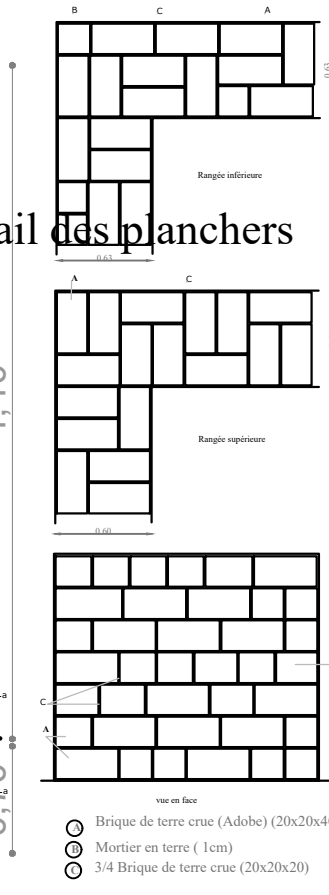 B C A
0.63
Rangée inférieure
ail des planchers
0.63
A C
Rangée supérieure
0.60
C
A
vue en face
A Brique de terre crue (Adobe) (20x20x40
B Mortier en terre ( 1cm)
C 3/4 Brique de terre crue (20x20x20)